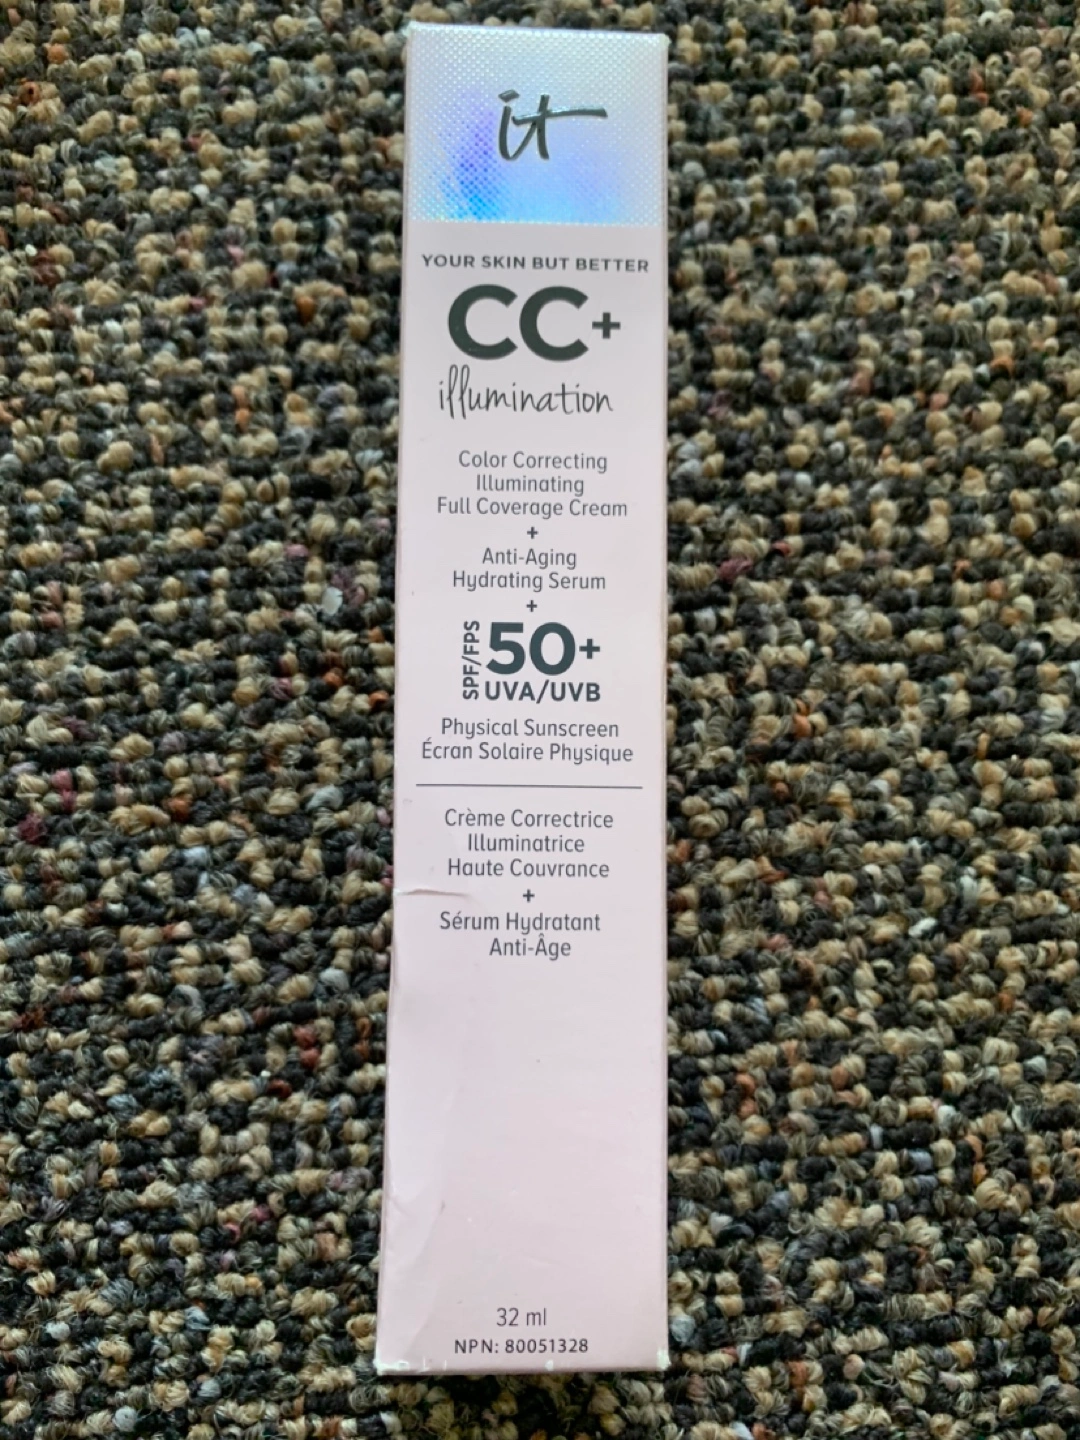 it
YOUR SKIN BUT BETTER
CC+
illumination
Color Correcting
Illuminating
Full Coverage Cream
+
Anti-Aging
Hydrating Serum
+
SPF/FPS 50+
UVA/UVB
Physical Sunscreen
Écran Solaire Physique
Crème Correctrice
Illuminatrice
Haute Couvrance
+
Sérum Hydratant
Anti-Âge
32 ml
NPN: 80051328